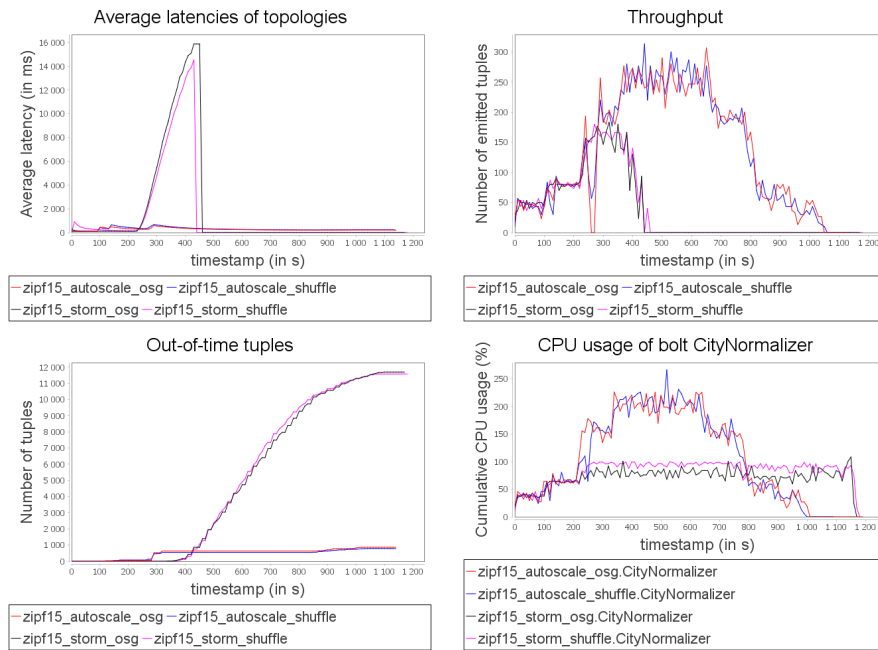 Average latencies of topologies
Average latency (in ms)
16 000
14 000
12 000
10 000
8 000
6 000
4 000
2 000
0
0 100 200 300 400 500 600 700 800 900 1 000 1 100 1 200
timestamp (in s)
zipf15_autoscale_osg zipf15_autoscale_shuffle
zipf15_storm_osg zipf15_storm_shuffle
Throughput
Number of emitted tuples
300
250
200
150
100
50
0
0 100 200 300 400 500 600 700 800 900 1 000 1 100 1 200
timestamp (in s)
zipf15_autoscale_osg zipf15_autoscale_shuffle
zipf15_storm_osg zipf15_storm_shuffle
Out-of-time tuples
Number of tuples
12 000
11 000
10 000
9 000
8 000
7 000
6 000
5 000
4 000
3 000
2 000
1 000
0
0 100 200 300 400 500 600 700 800 900 1 000 1 100 1 200
timestamp (in s)
zipf15_autoscale_osg zipf15_autoscale_shuffle
zipf15_storm_osg zipf15_storm_shuffle
CPU usage of bolt CityNormalizer
Cumulative CPU usage (%)
250
200
150
100
50
0
0 100 200 300 400 500 600 700 800 900 1 000 1 100 1 200
timestamp (in s)
zipf15_autoscale_osg.CityNormalizer
zipf15_autoscale_shuffle.CityNormalizer
zipf15_storm_osg.CityNormalizer
zipf15_storm_shuffle.CityNormalizer